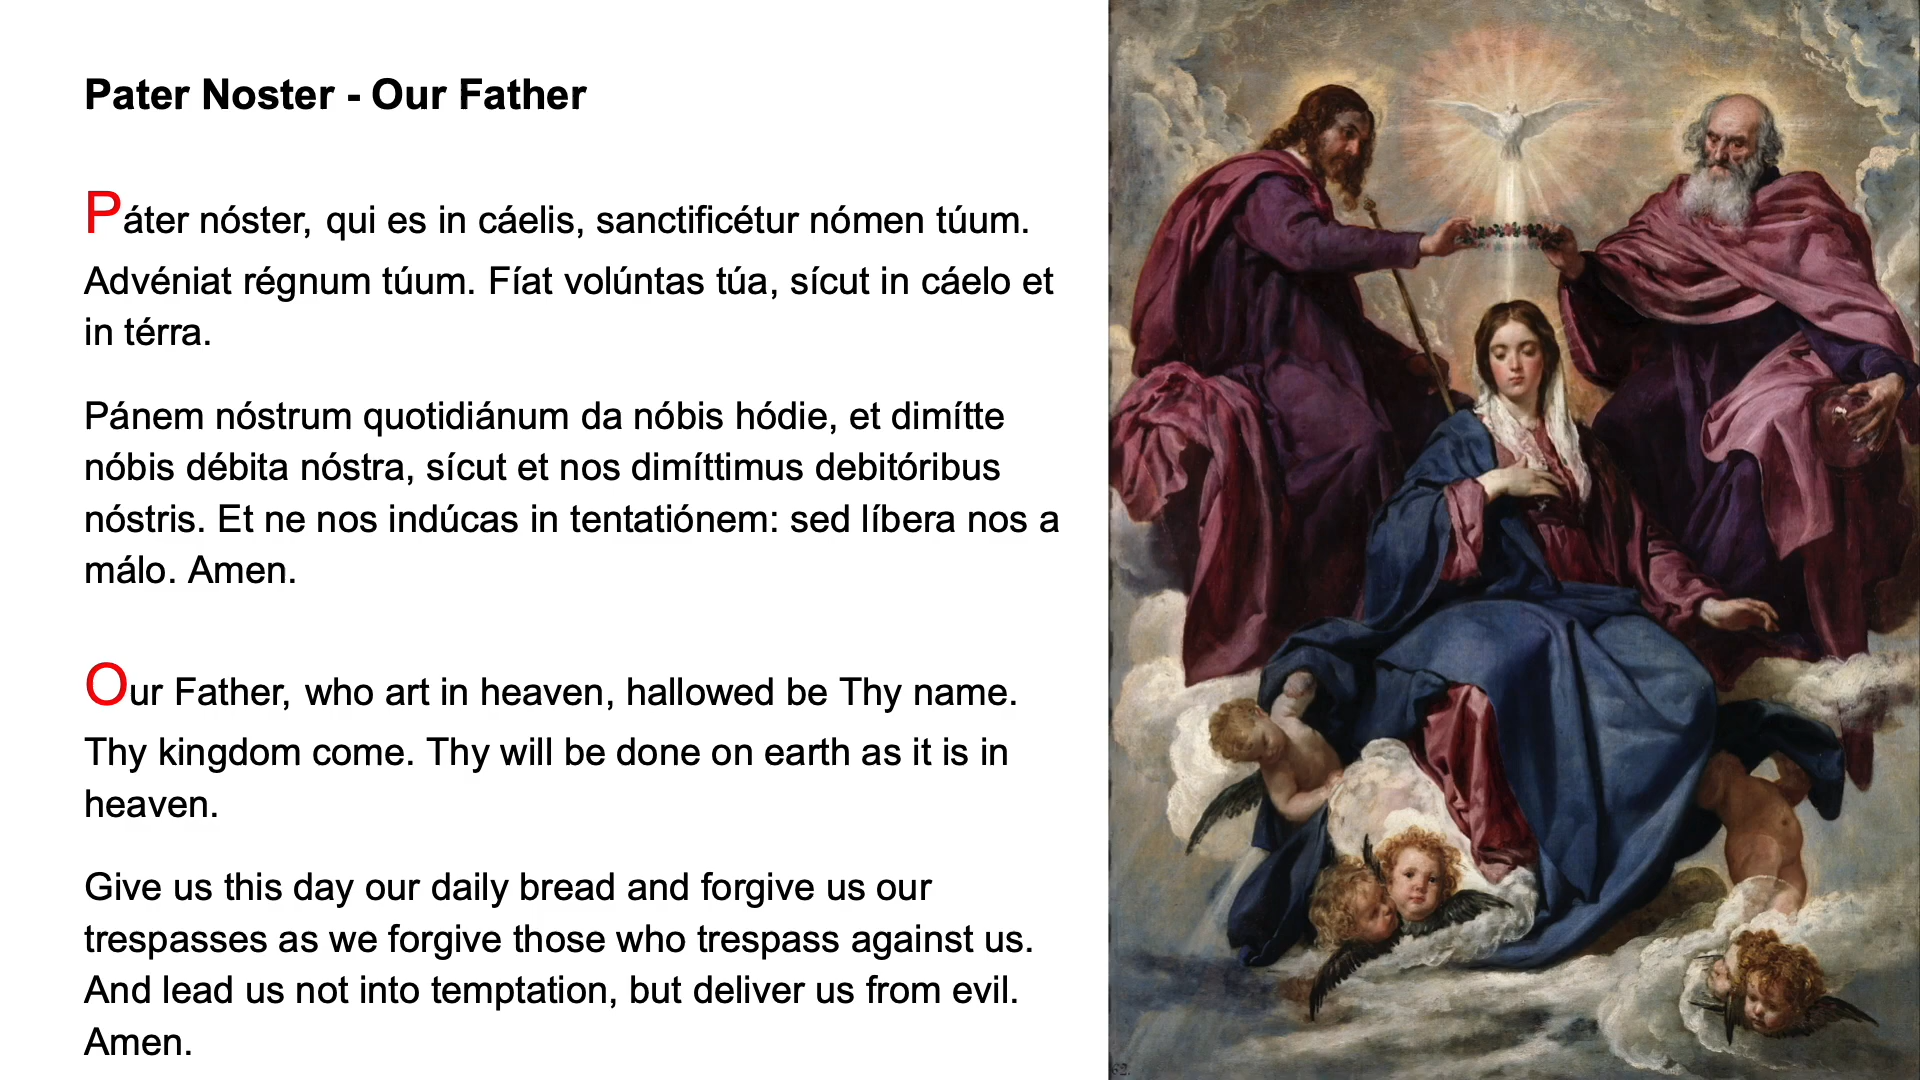 Pater Noster - Our Father
Páter nóster, qui es in cáelis, sanctificétur nómen túum.
Advéniat régnum túum. Fíat volúntas túa, sícut in cáelo et
in térra.
Pánem nóstrum quotidiánum da nóbis hódie, et dimítte
nóbis débita nóstra, sícut et nos dimíttimus debitóribus
nóstris. Et ne nos indúcas in tentatiónem: sed líbera nos a
málo. Amen.
Our Father, who art in heaven, hallowed be Thy name.
Thy kingdom come. Thy will be done on earth as it is in
heaven.
Give us this day our daily bread and forgive us our
trespasses as we forgive those who trespass against us.
And lead us not into temptation, but deliver us from evil.
Amen.
62.